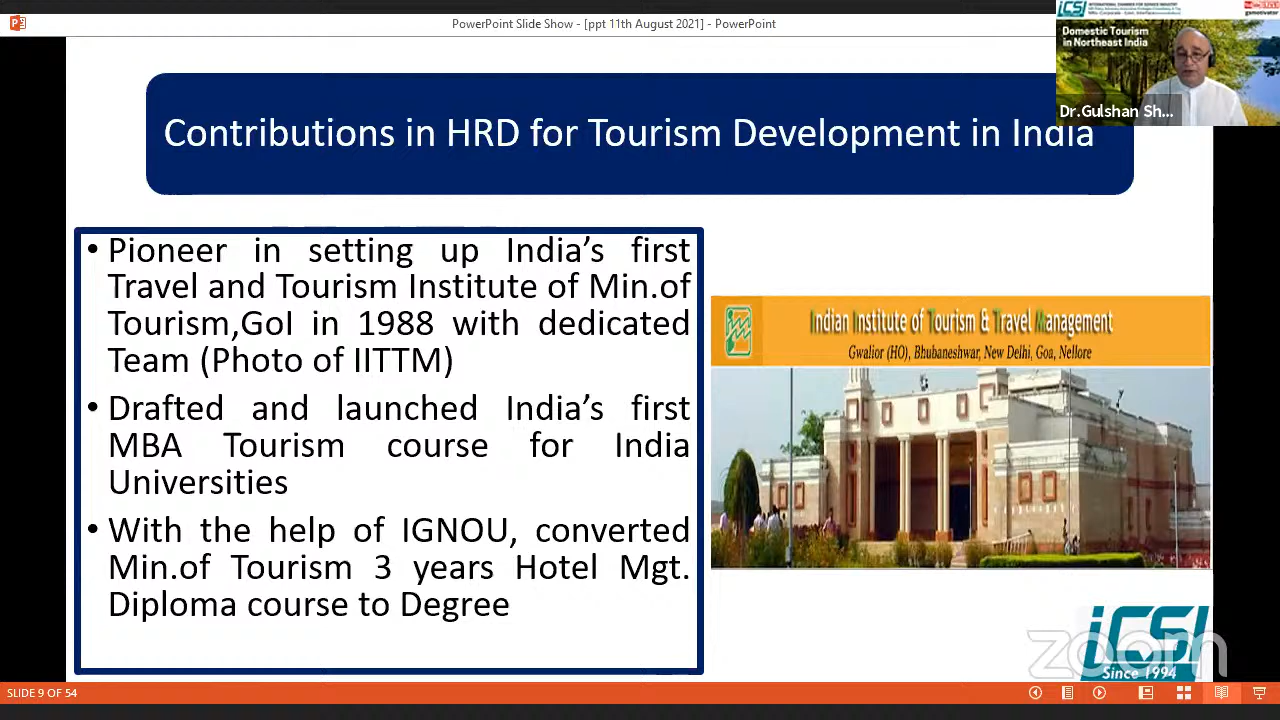 PowerPoint Slide Show - [ppt 11th August 2021] - PowerPoint
iCSI
Domestic Tourism
in Northeast India
Dr.Gulshan Sh...
Contributions in HRD for Tourism Development in India
• Pioneer in setting up India’s first
Travel and Tourism Institute of Min.of
Tourism,GoI in 1988 with dedicated
Team (Photo of IITTM)
• Drafted and launched India’s first
MBA Tourism course for India
Universities
• With the help of IGNOU, converted
Min.of Tourism 3 years Hotel Mgt.
Diploma course to Degree
Indian Institute of Tourism & Travel Management
Gwalior (HO), Bhubaneshwar, New Delhi, Goa, Nellore
iCSI
zoom
Since 1994
SLIDE 9 OF 54